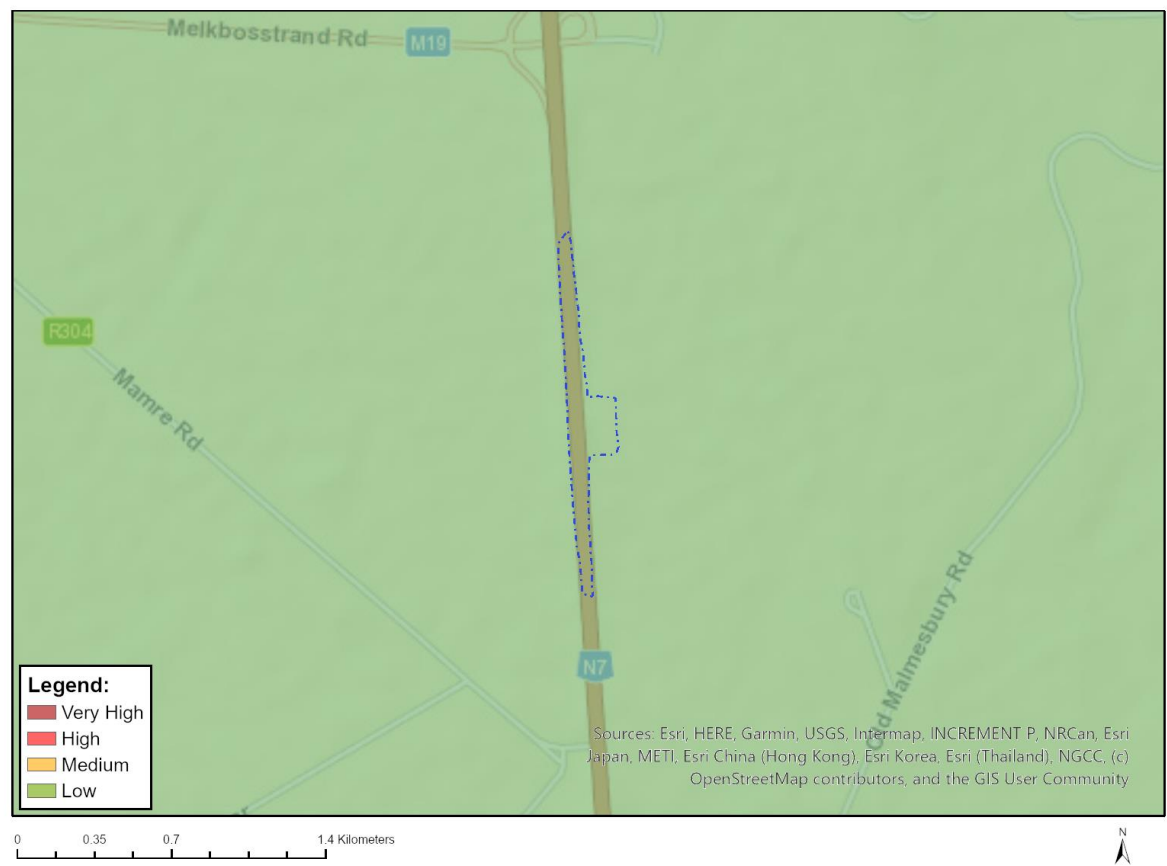 Melkbosstrand Rd
M19
R304
Mamre Rd
Old Malmesbury Rd
N7
Legend:
Very High
High
Medium
Low
Sources: Esri, HERE, Garmin, USGS, Intermap, INCREMENT P, NRCan, Esri
Japan, METI, Esri China (Hong Kong), Esri Korea, Esri (Thailand), NGCC, (c)
OpenStreetMap contributors, and the GIS User Community
0 0.35 0.7 1.4 Kilometers
N